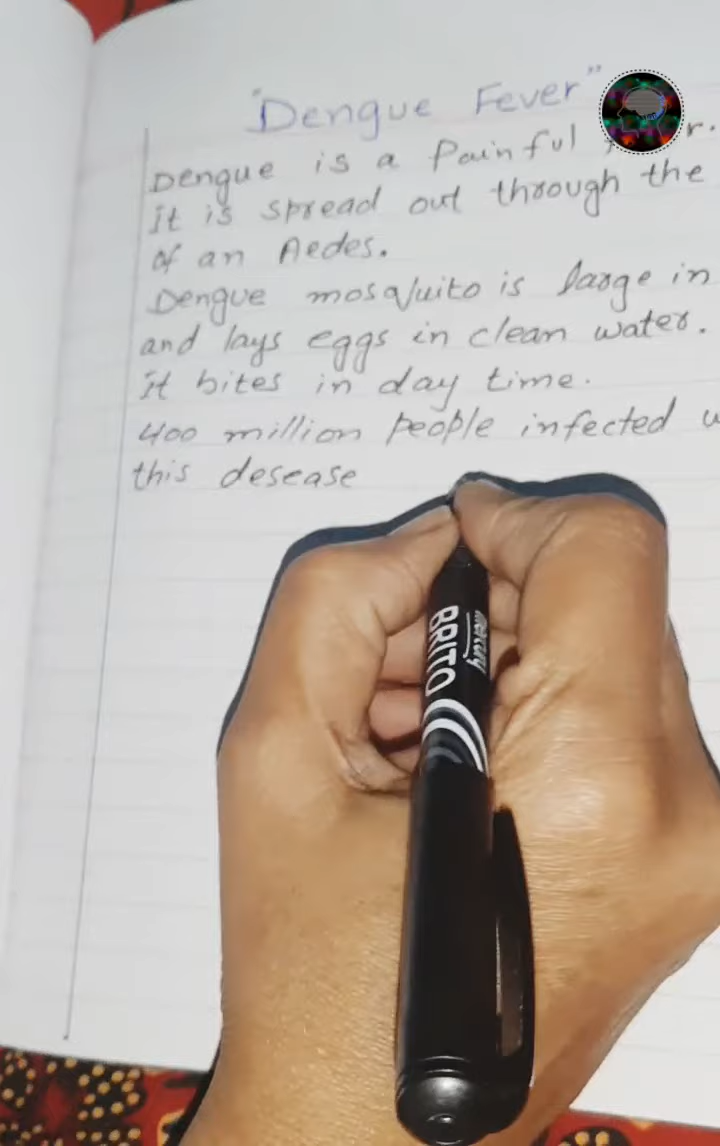 "Dengue Fever"
Dengue is a Painful
it is spread out through the
of an Aedes.
Dengue mosquito is large in
and lays eggs in clean water.
it bites in day time.
400 million people infected
this desease
mercury
BRITO